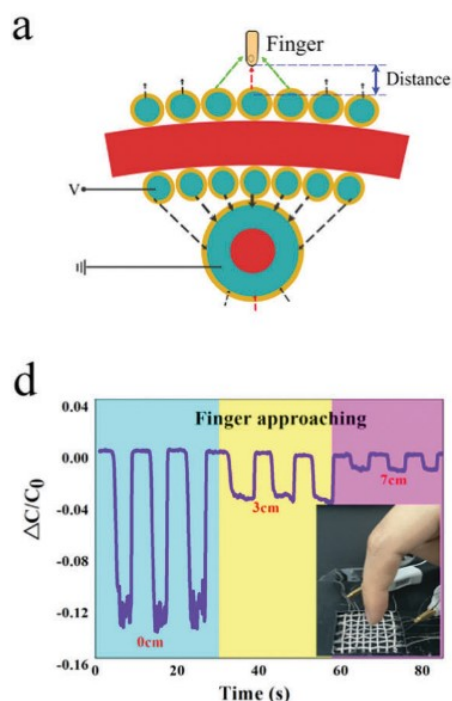 a
Finger
Distance
V
d
Finger approaching
0.04
0.00
-0.04
-0.08
-0.12
-0.16
ΔC/C0
0cm
3cm
7cm
0 20 40 60 80
Time (s)